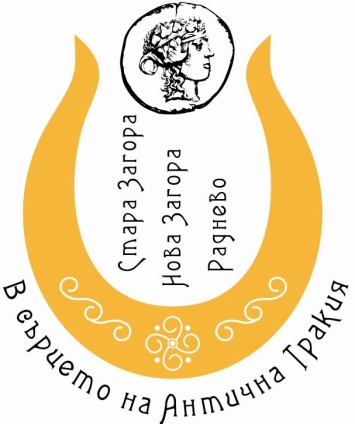 Стара Загора
Нова Загора
Раднево
В сърцето на Антична Тракия